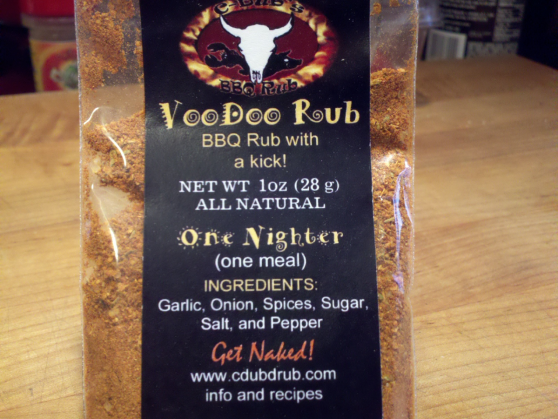 C DUB'S
BBQ Rub
VooDoo Rub
BBQ Rub with
a kick!
NET WT 1oz (28 g)
ALL NATURAL
One Nighter
(one meal)
INGREDIENTS:
Garlic, Onion, Spices, Sugar,
Salt, and Pepper
Get Naked!
www.cdubdrub.com
info and recipes